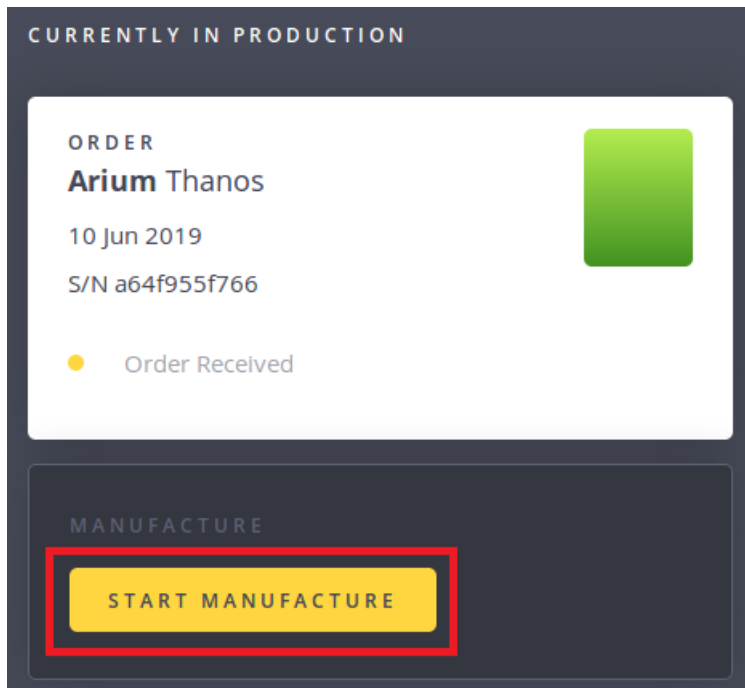 CURRENTLY IN PRODUCTION
ORDER
Arium Thanos
10 Jun 2019
S/N a64f955f766
Order Received
MANUFACTURE
START MANUFACTURE